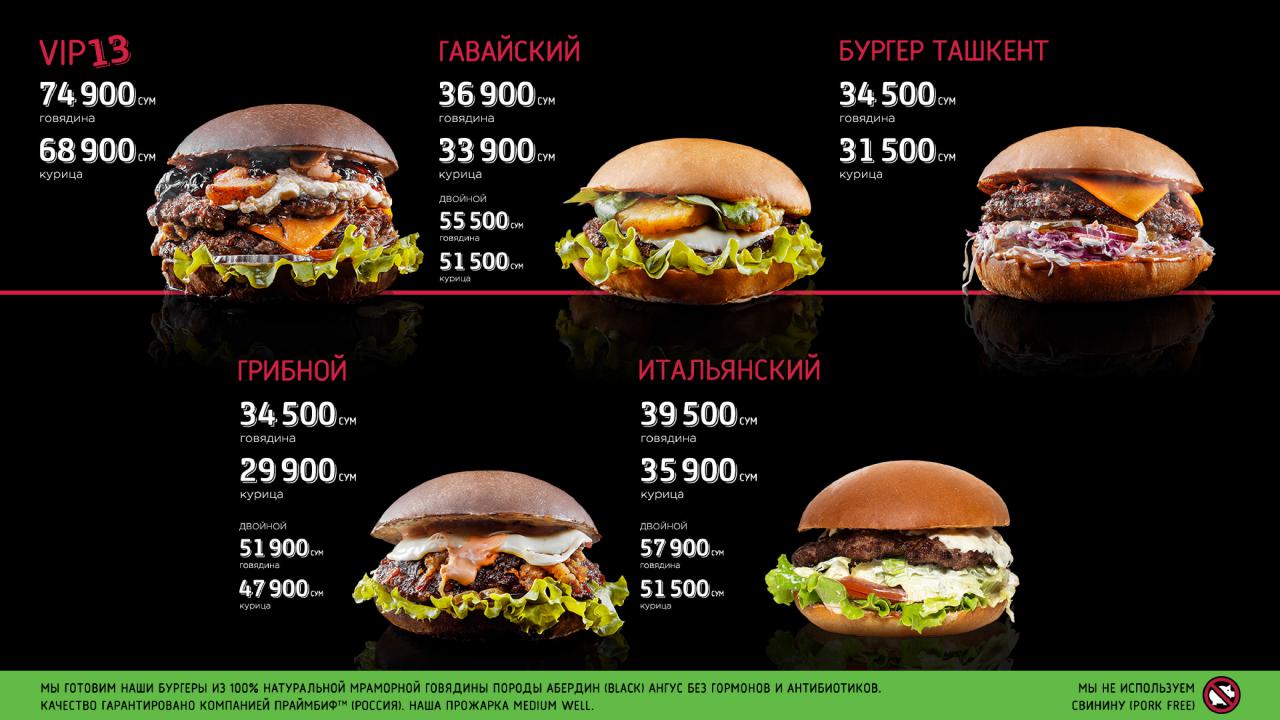 VIP13
74 900 СУМ
говядина
68 900 СУМ
курица
ГАВАЙСКИЙ
36 900 СУМ
говядина
33 900 СУМ
курица
ДВОЙНОЙ
55 500 СУМ
говядина
51 500 СУМ
курица
БУРГЕР ТАШКЕНТ
34 500 СУМ
говядина
31 500 СУМ
курица
ГРИБНОЙ
34 500 СУМ
говядина
29 900 СУМ
курица
ДВОЙНОЙ
51 900 СУМ
говядина
47 900 СУМ
курица
ИТАЛЬЯНСКИЙ
39 500 СУМ
говядина
35 900 СУМ
курица
ДВОЙНОЙ
57 900 СУМ
говядина
51 500 СУМ
курица
МЫ ГОТОВИМ НАШИ БУРГЕРЫ ИЗ 100% НАТУРАЛЬНОЙ МРАМОРНОЙ ГОВЯДИНЫ ПОРОДЫ АБЕРДИН (BLACK) АНГУС БЕЗ ГОРМОНОВ И АНТИБИОТИКОВ.
КАЧЕСТВО ГАРАНТИРОВАНО КОМПАНИЕЙ ПРАЙМБИФ™ (РОССИЯ). НАША ПРОЖАРКА MEDIUM WELL.
МЫ НЕ ИСПОЛЬЗУЕМ
СВИНИНУ (PORK FREE)